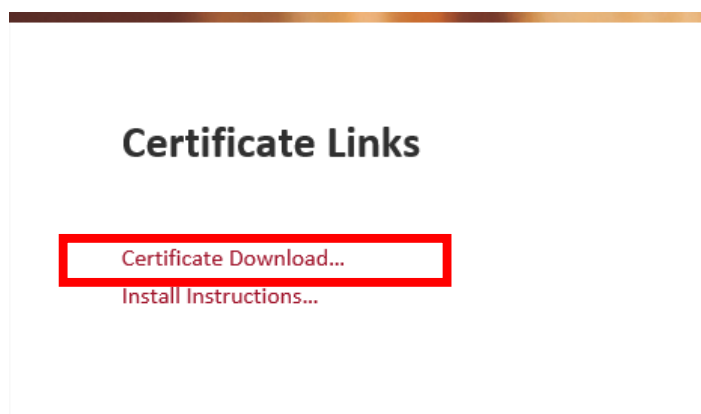 Certificate Links
Certificate Download...
Install Instructions...